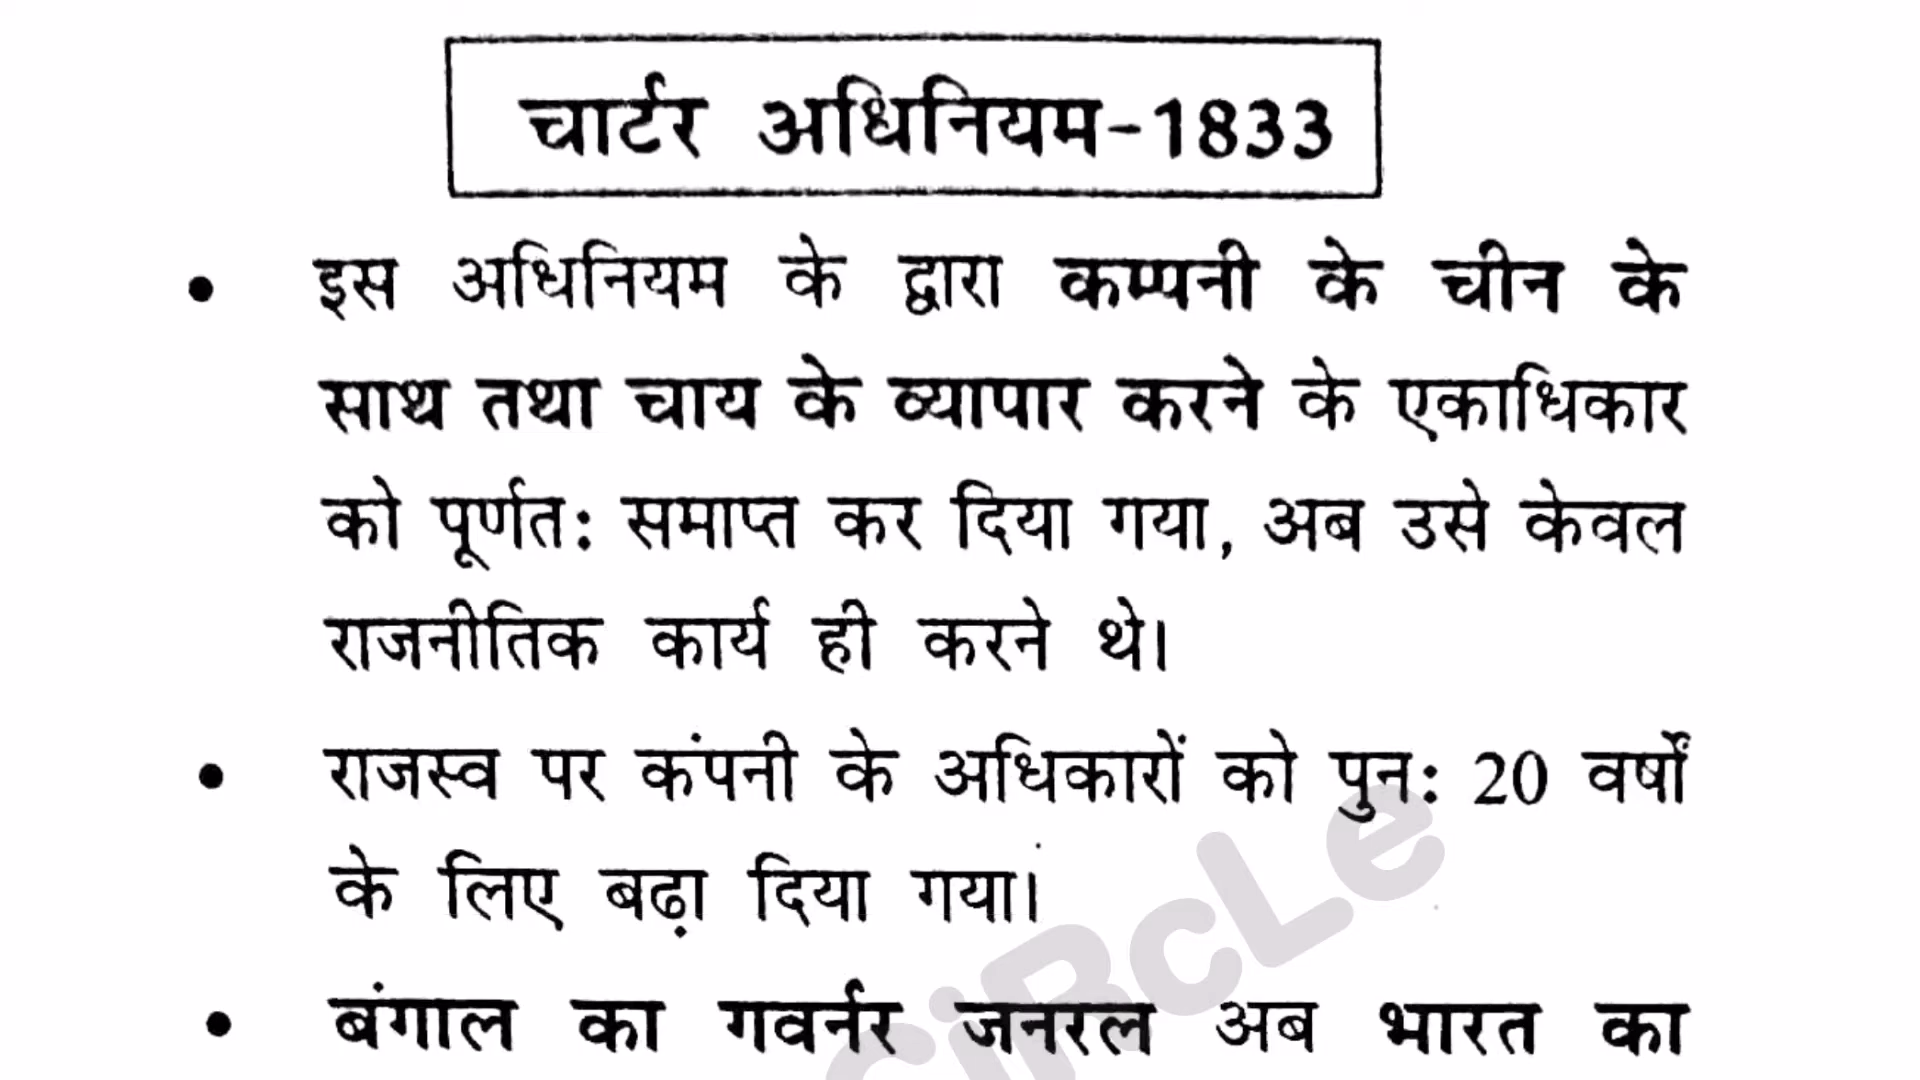 चार्टर अधिनियम-1833
• इस अधिनियम के द्वारा कम्पनी के चीन के
साथ तथा चाय के व्यापार करने के एकाधिकार
को पूर्णत: समाप्त कर दिया गया, अब उसे केवल
राजनीतिक कार्य ही करने थे।
• राजस्व पर कंपनी के अधिकारों को पुन: 20 वर्षों
के लिए बढ़ा दिया गया।
• बंगाल का गवर्नर जनरल अब भारत का
CiRcLe